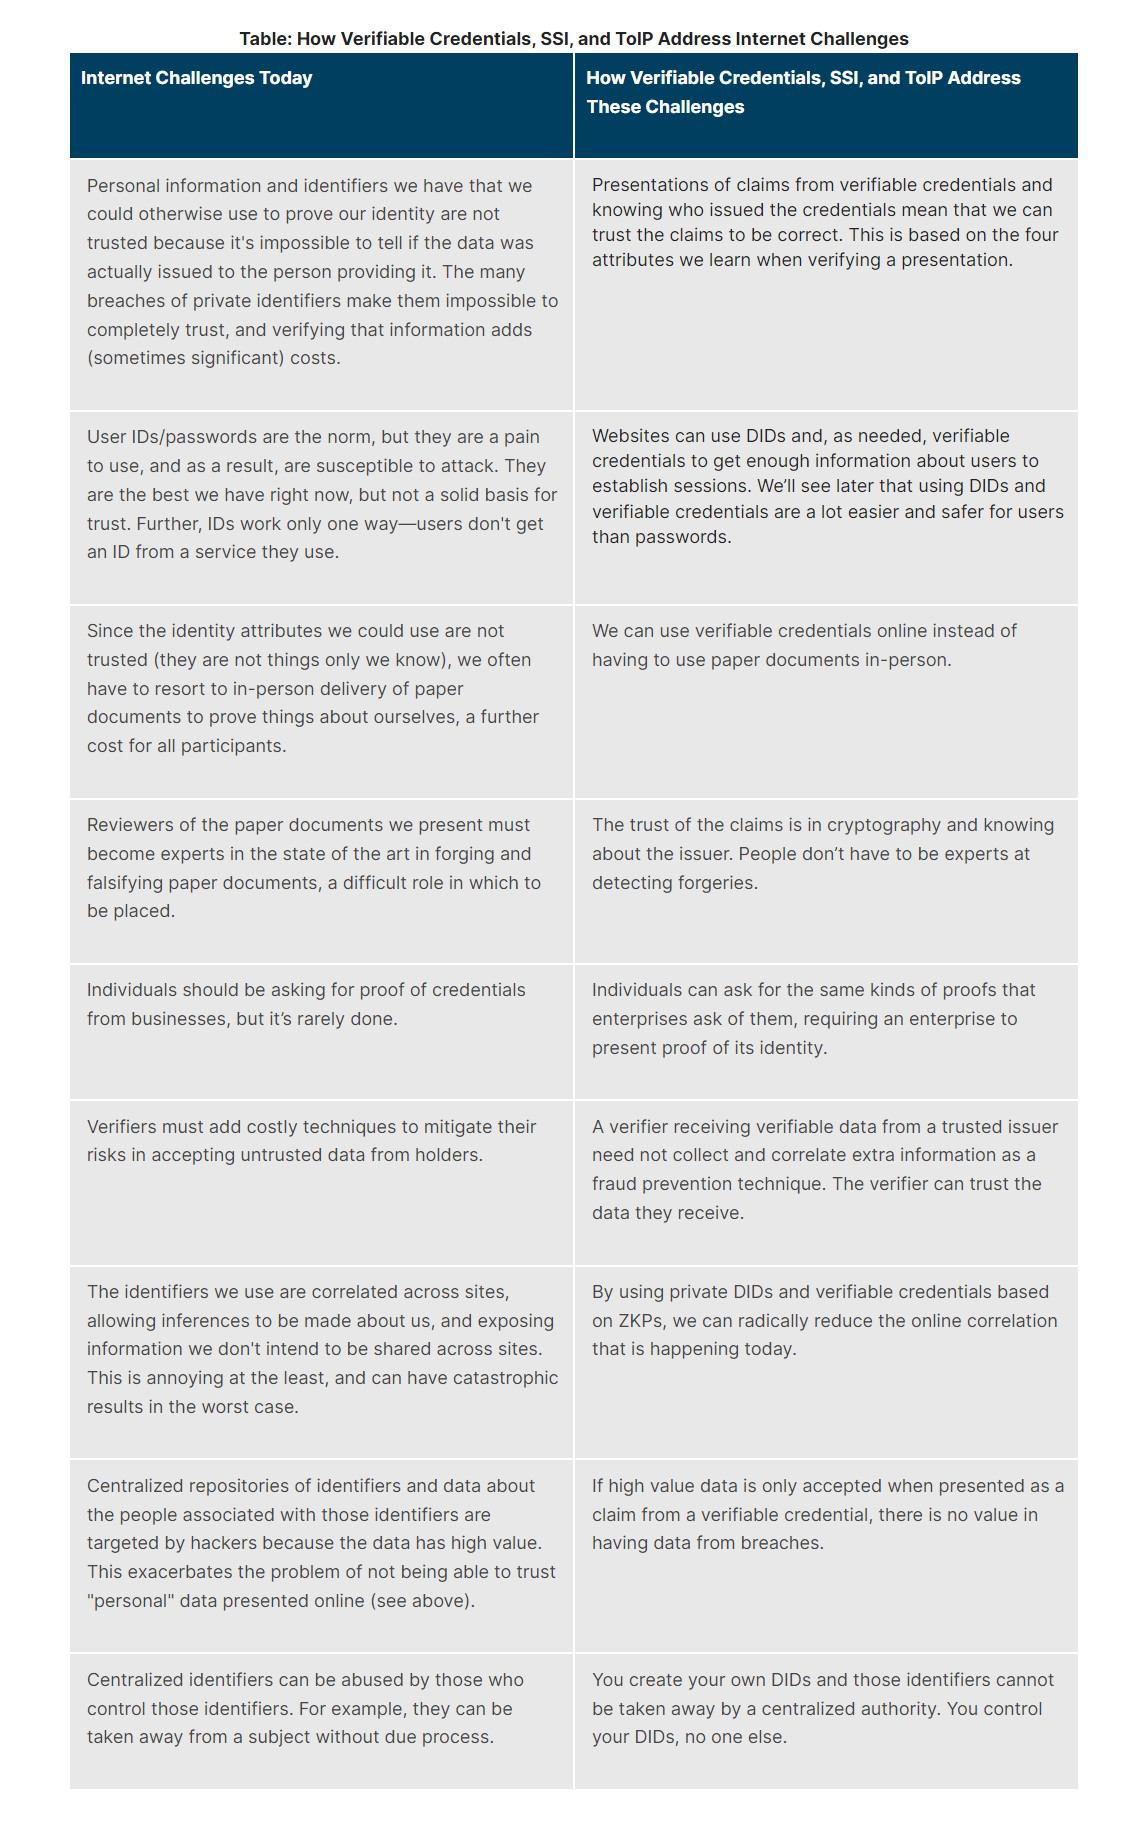 Table: How Verifiable Credentials, SSI, and ToIP Address Internet Challenges
Internet Challenges Today
How Verifiable Credentials, SSI, and ToIP Address
These Challenges
Personal information and identifiers we have that we
could otherwise use to prove our identity are not
trusted because it's impossible to tell if the data was
actually issued to the person providing it. The many
breaches of private identifiers make them impossible to
completely trust, and verifying that information adds
(sometimes significant) costs.
Presentations of claims from verifiable credentials and
knowing who issued the credentials mean that we can
trust the claims to be correct. This is based on the four
attributes we learn when verifying a presentation.
User IDs/passwords are the norm, but they are a pain
to use, and as a result, are susceptible to attack. They
are the best we have right now, but not a solid basis for
trust. Further, IDs work only one way—users don't get
an ID from a service they use.
Websites can use DIDs and, as needed, verifiable
credentials to get enough information about users to
establish sessions. We’ll see later that using DIDs and
verifiable credentials are a lot easier and safer for users
than passwords.
Since the identity attributes we could use are not
trusted (they are not things only we know), we often
have to resort to in-person delivery of paper
documents to prove things about ourselves, a further
cost for all participants.
We can use verifiable credentials online instead of
having to use paper documents in-person.
Reviewers of the paper documents we present must
become experts in the state of the art in forging and
falsifying paper documents, a difficult role in which to
be placed.
The trust of the claims is in cryptography and knowing
about the issuer. People don’t have to be experts at
detecting forgeries.
Individuals should be asking for proof of credentials
from businesses, but it’s rarely done.
Individuals can ask for the same kinds of proofs that
enterprises ask of them, requiring an enterprise to
present proof of its identity.
Verifiers must add costly techniques to mitigate their
risks in accepting untrusted data from holders.
A verifier receiving verifiable data from a trusted issuer
need not collect and correlate extra information as a
fraud prevention technique. The verifier can trust the
data they receive.
The identifiers we use are correlated across sites,
allowing inferences to be made about us, and exposing
information we don't intend to be shared across sites.
This is annoying at the least, and can have catastrophic
results in the worst case.
By using private DIDs and verifiable credentials based
on ZKPs, we can radically reduce the online correlation
that is happening today.
Centralized repositories of identifiers and data about
the people associated with those identifiers are
targeted by hackers because the data has high value.
This exacerbates the problem of not being able to trust
"personal" data presented online (see above).
If high value data is only accepted when presented as a
claim from a verifiable credential, there is no value in
having data from breaches.
Centralized identifiers can be abused by those who
control those identifiers. For example, they can be
taken away from a subject without due process.
You create your own DIDs and those identifiers cannot
be taken away by a centralized authority. You control
your DIDs, no one else.